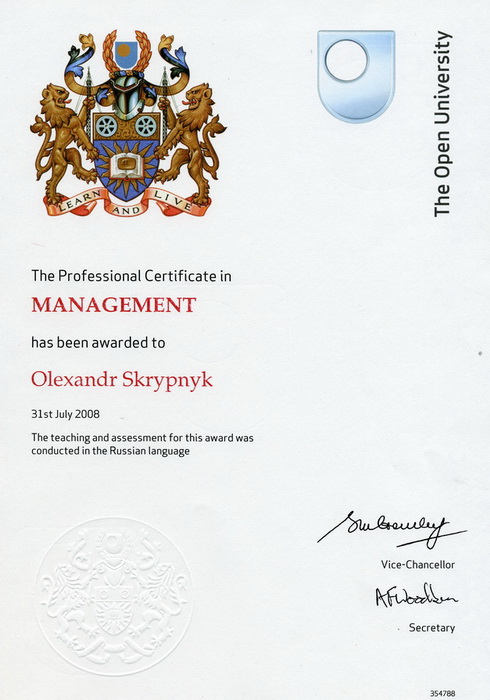 LEARN AND LIVE
The Open University
The Professional Certificate in
MANAGEMENT
has been awarded to
Olexandr Skrypnyk
31st July 2008
The teaching and assessment for this award was
conducted in the Russian language
Vice-Chancellor
Secretary
354788